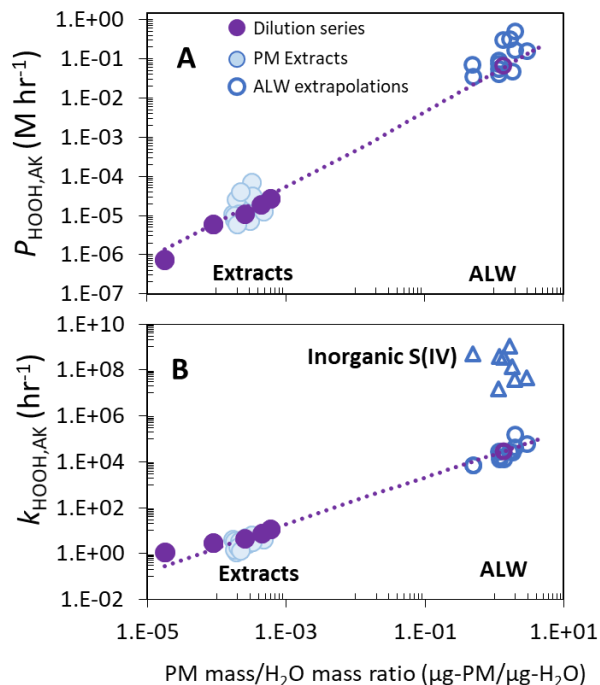 A
Dilution series
PM Extracts
ALW extrapolations
P_HOOH,AK (M hr⁻¹)
1.E+00
1.E-01
1.E-02
1.E-03
1.E-04
1.E-05
1.E-06
1.E-07
Extracts
ALW
B
Inorganic S(IV)
k_HOOH,AK (hr⁻¹)
1.E+10
1.E+08
1.E+06
1.E+04
1.E+02
1.E+00
1.E-02
Extracts
ALW
1.E-05
1.E-03
1.E-01
1.E+01
PM mass/H₂O mass ratio (µg-PM/µg-H₂O)